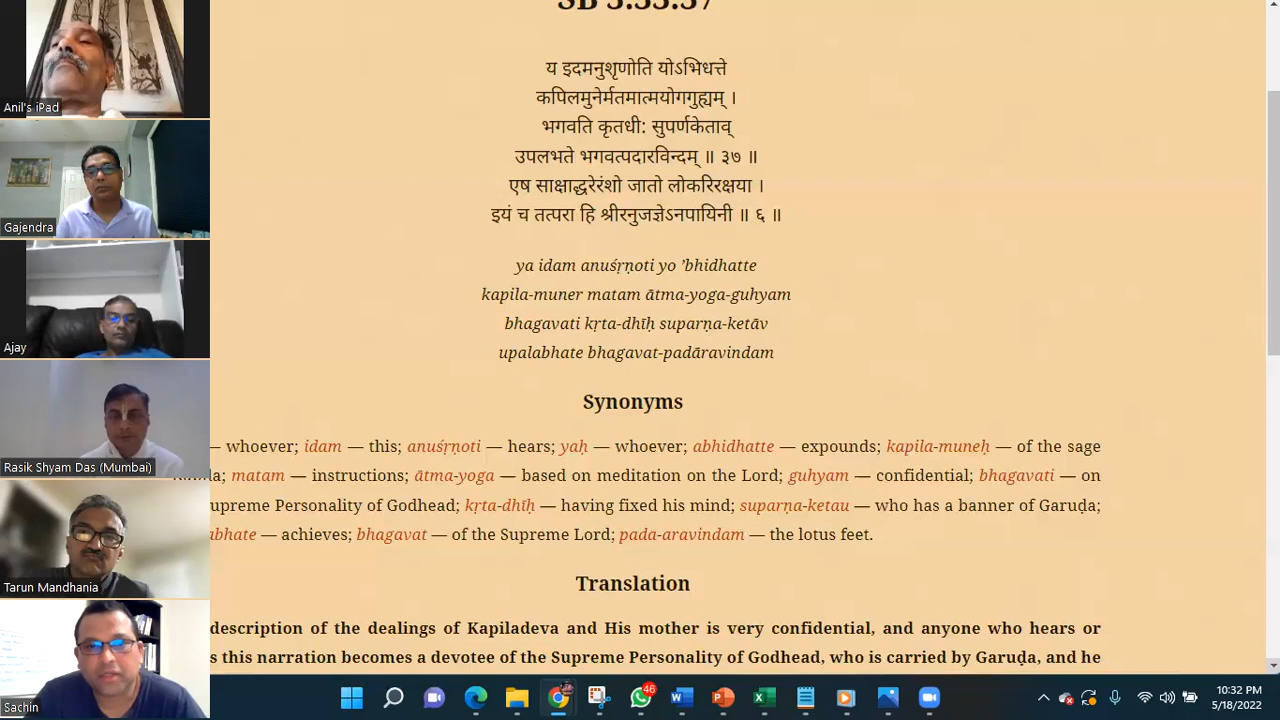 SB 3.33.37
य इदमनुशृणोति योऽभिधत्ते
कपिलमुनेर्मतमात्मयोगगुह्यम् ।
भगवति कृतधी: सुपर्णकेताव्
उपलभते भगवत्पदारविन्दम् ॥ ३७ ॥
एष साक्षाद्धरेरंशो जातो लोकरिरक्षया ।
इयं च तत्परा हि श्रीरनुजज्ञेऽनपायिनी ॥ ६ ॥
ya idam anuśṛṇoti yo ’bhidhatte
kapila-muner matam ātma-yoga-guhyam
bhagavati kṛta-dhīḥ suparṇa-ketāv
upalabhate bhagavat-padāravindam
Synonyms
— whoever; idam — this; anuśṛṇoti — hears; yaḥ — whoever; abhidhatte — expounds; kapila-muneḥ — of the sage
matam — instructions; ātma-yoga — based on meditation on the Lord; guhyam — confidential; bhagavati — on
Personality of Godhead; kṛta-dhīḥ — having fixed his mind; suparṇa-ketau — who has a banner of Garuḍa;
— achieves; bhagavat — of the Supreme Lord; pada-aravindam — the lotus feet.
Translation
description of the dealings of Kapiladeva and His mother is very confidential, and anyone who hears or
this narration becomes a devotee of the Supreme Personality of Godhead, who is carried by Garuḍa, and he
Anil's iPad
Gajendra
Ajay
Rasik Shyam Das (Mumbai)
Tarun Mandhania
Sachin
46
10:32 PM
5/18/2022